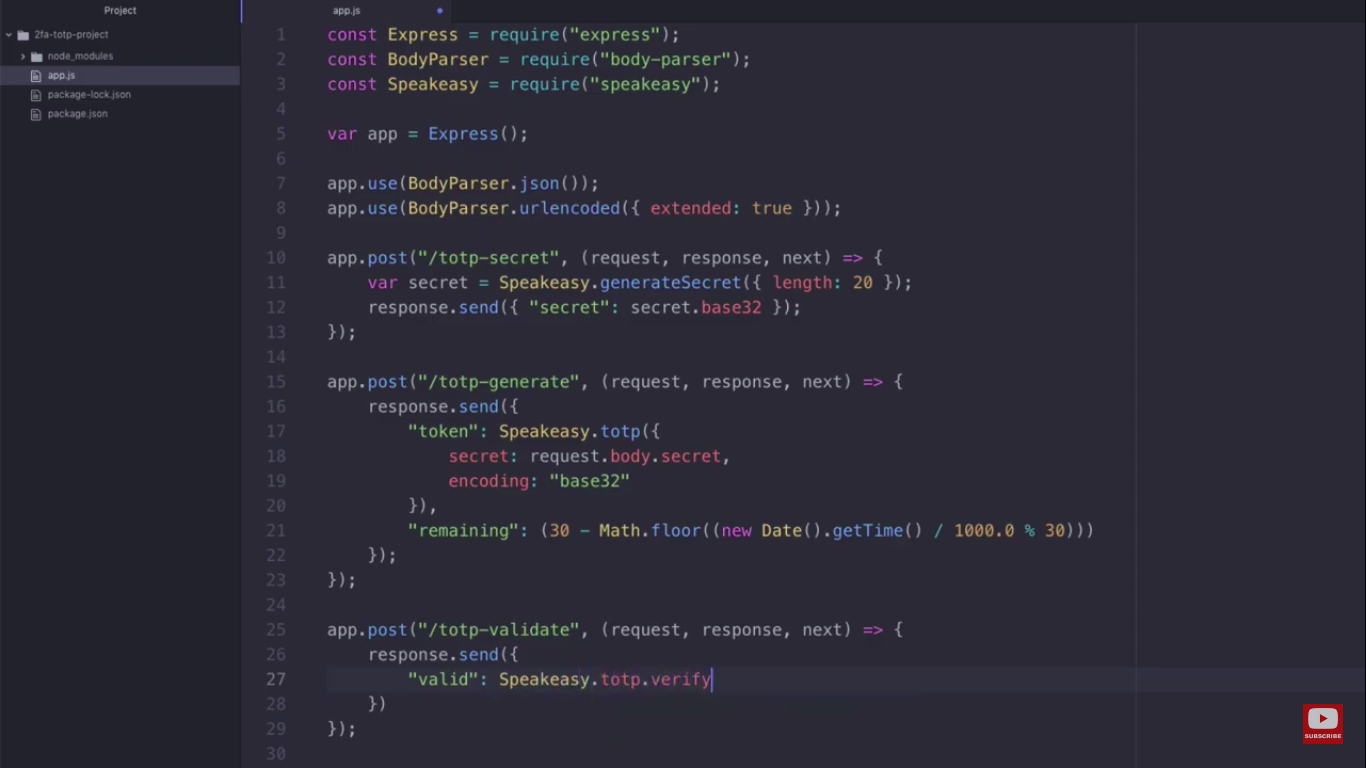 Project
app.js
2fa-totp-project
node_modules
app.js
package-lock.json
package.json
1 const Express = require("express");
2 const BodyParser = require("body-parser");
3 const Speakeasy = require("speakeasy");
4
5 var app = Express();
6
7 app.use(BodyParser.json());
8 app.use(BodyParser.urlencoded({ extended: true }));
9
10 app.post("/totp-secret", (request, response, next) => {
11     var secret = Speakeasy.generateSecret({ length: 20 });
12     response.send({ "secret": secret.base32 });
13 });
14
15 app.post("/totp-generate", (request, response, next) => {
16     response.send({
17         "token": Speakeasy.totp({
18             secret: request.body.secret,
19             encoding: "base32"
20         }),
21         "remaining": (30 - Math.floor((new Date().getTime() / 1000.0 % 30)))
22     });
23 });
24
25 app.post("/totp-validate", (request, response, next) => {
26     response.send({
27         "valid": Speakeasy.totp.verify
28     })
29 });
30
SUBSCRIBE